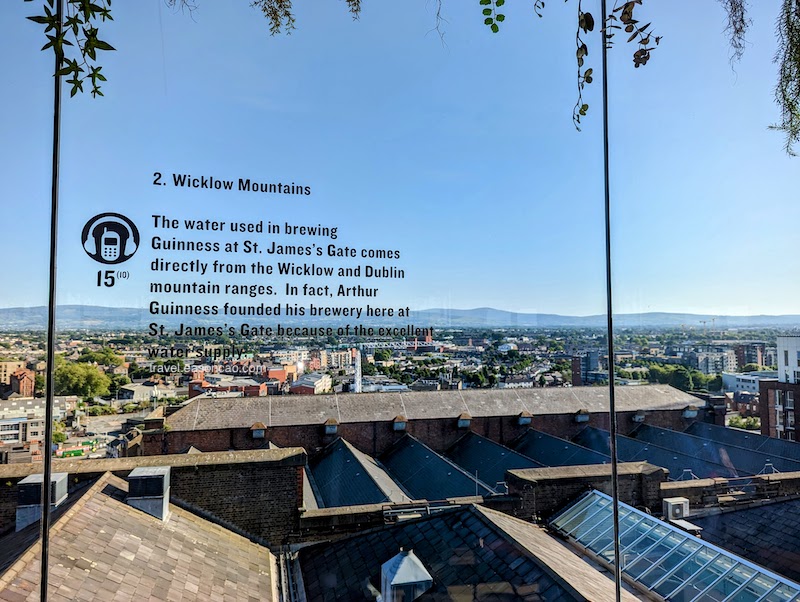 2. Wicklow Mountains
The water used in brewing
Guinness at St. James's Gate comes
directly from the Wicklow and Dublin
mountain ranges. In fact, Arthur
Guinness founded his brewery here at
St. James's Gate because of the excellent
water supply.
15(10)
travel.easencao.com